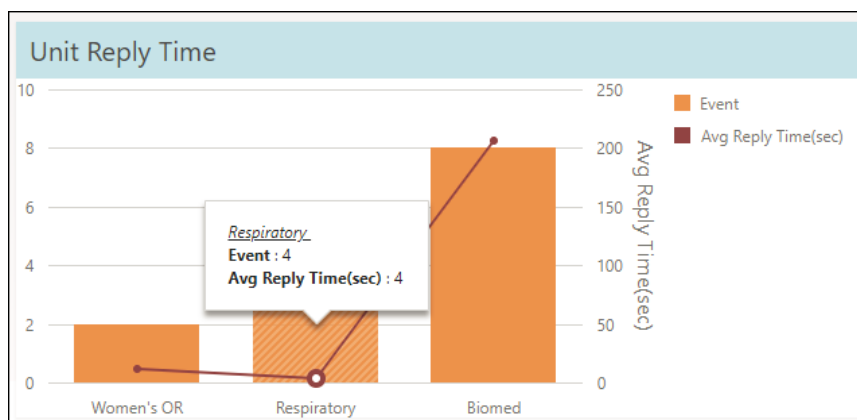 Unit Reply Time
10
8
6
4
2
0
250
200
150
100
50
0
Avg Reply Time(sec)
Event
Avg Reply Time(sec)
Respiratory
Event : 4
Avg Reply Time(sec) : 4
Women's OR
Respiratory
Biomed